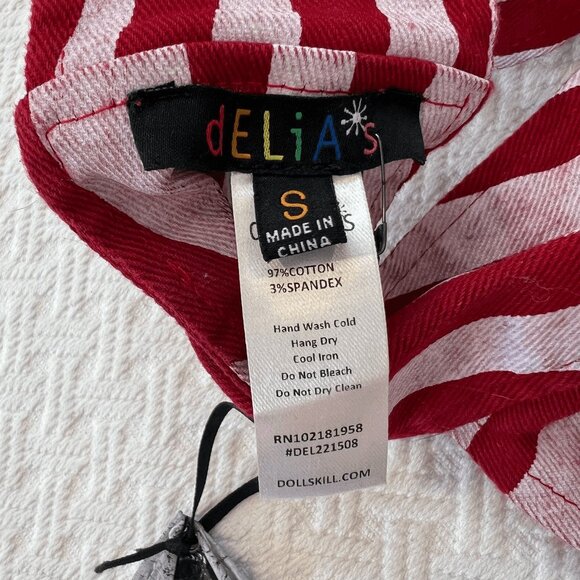 dELiA*s
S
MADE IN
CHINA
97%COTTON
3%SPANDEX
Hand Wash Cold
Hang Dry
Cool Iron
Do Not Bleach
Do Not Dry Clean
RN102181958
#DEL221508
DOLLSKILL.COM